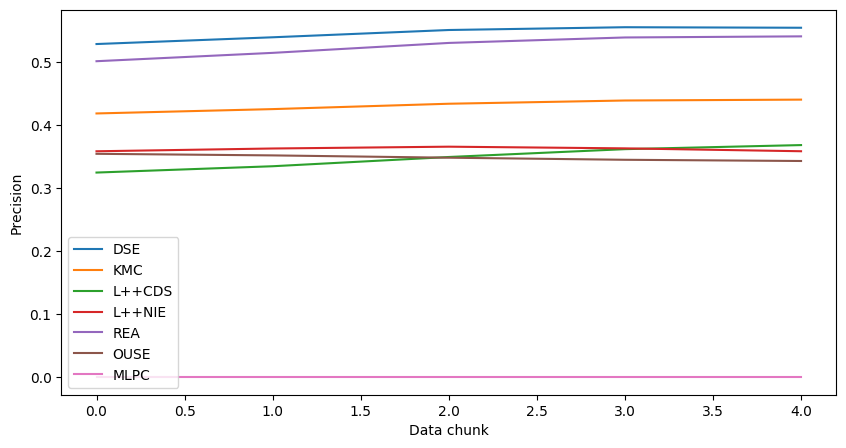 Precision
0.5
0.4
0.3
0.2
0.1
0.0
DSE
KMC
L++CDS
L++NIE
REA
OUSE
MLPC
0.0 0.5 1.0 1.5 2.0 2.5 3.0 3.5 4.0
Data chunk